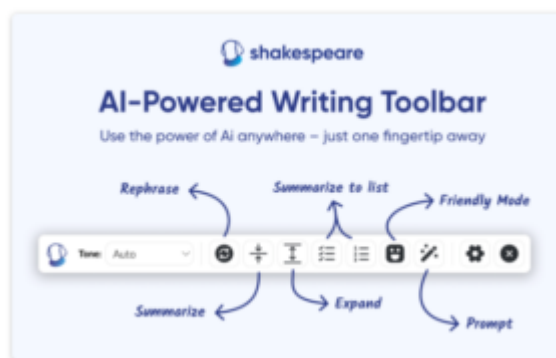 shakespeare
AI-Powered Writing Toolbar
Use the power of Ai anywhere – just one fingertip away
Rephrase
Summarize to list
Friendly Mode
Tone: Auto
Summarize
Expand
Prompt